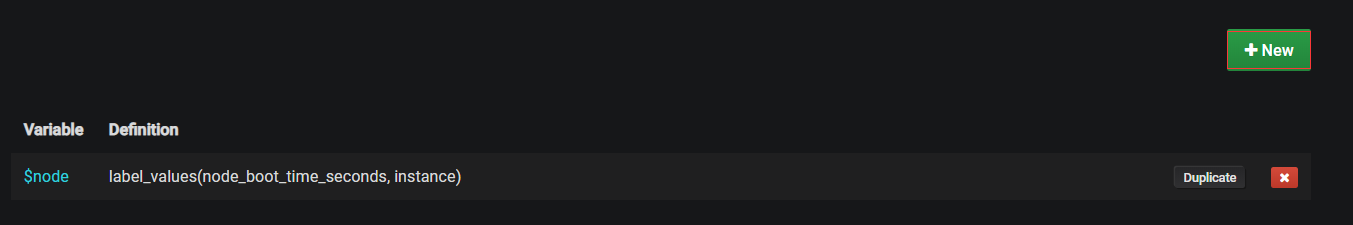 + New
Variable Definition
$node label_values(node_boot_time_seconds, instance) Duplicate ×